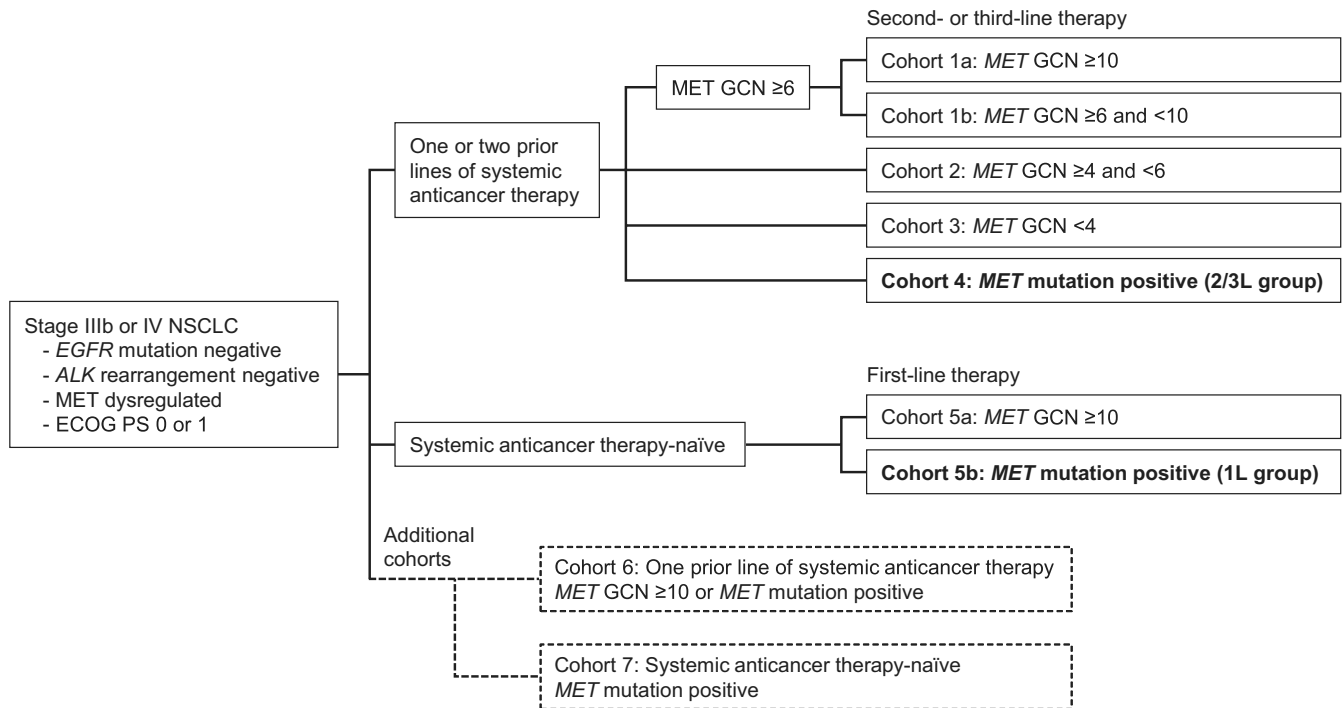 Second- or third-line therapy
Cohort 1a: MET GCN ≥10
MET GCN ≥6
Cohort 1b: MET GCN ≥6 and <10
One or two prior
lines of systemic
anticancer therapy
Cohort 2: MET GCN ≥4 and <6
Cohort 3: MET GCN <4
Cohort 4: MET mutation positive (2/3L group)
Stage IIIb or IV NSCLC
- EGFR mutation negative
- ALK rearrangement negative
- MET dysregulated
- ECOG PS 0 or 1
First-line therapy
Cohort 5a: MET GCN ≥10
Systemic anticancer therapy-naïve
Cohort 5b: MET mutation positive (1L group)
Additional
cohorts
Cohort 6: One prior line of systemic anticancer therapy
MET GCN ≥10 or MET mutation positive
Cohort 7: Systemic anticancer therapy-naïve
MET mutation positive